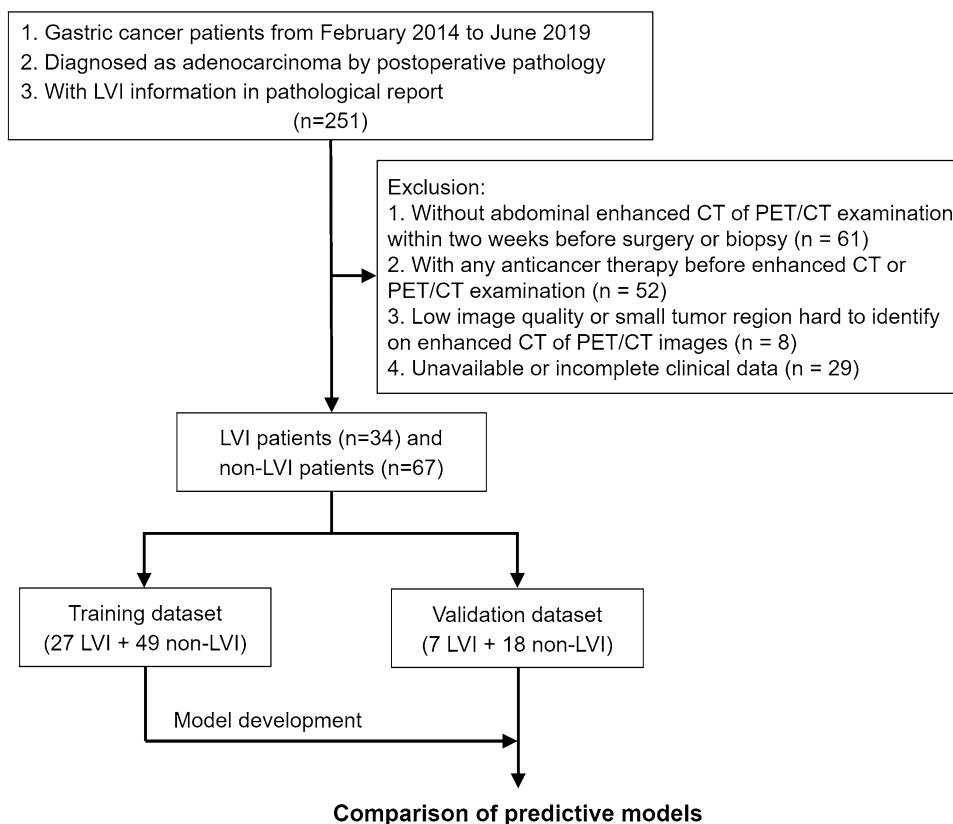 1. Gastric cancer patients from February 2014 to June 2019
2. Diagnosed as adenocarcinoma by postoperative pathology
3. With LVI information in pathological report
(n=251)
Exclusion:
1. Without abdominal enhanced CT of PET/CT examination
within two weeks before surgery or biopsy (n = 61)
2. With any anticancer therapy before enhanced CT or
PET/CT examination (n = 52)
3. Low image quality or small tumor region hard to identify
on enhanced CT of PET/CT images (n = 8)
4. Unavailable or incomplete clinical data (n = 29)
LVI patients (n=34) and
non-LVI patients (n=67)
Training dataset
(27 LVI + 49 non-LVI)
Validation dataset
(7 LVI + 18 non-LVI)
Model development
Comparison of predictive models